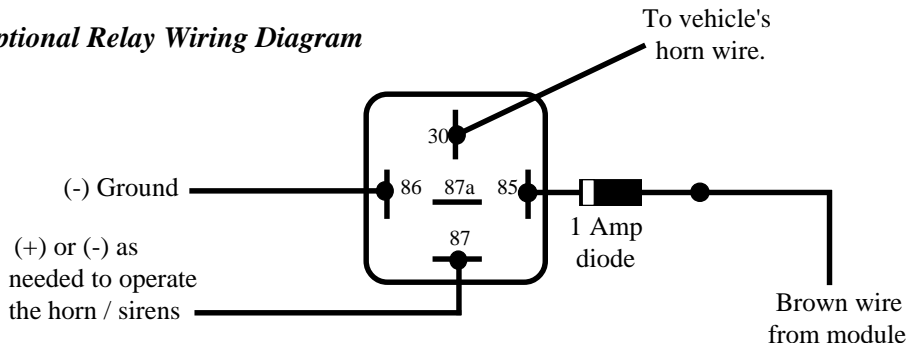 ptional Relay Wiring Diagram
To vehicle's
horn wire.
30
(-) Ground
86
87a
85
87
1 Amp
diode
(+) or (-) as
needed to operate
the horn / sirens
Brown wire
from module